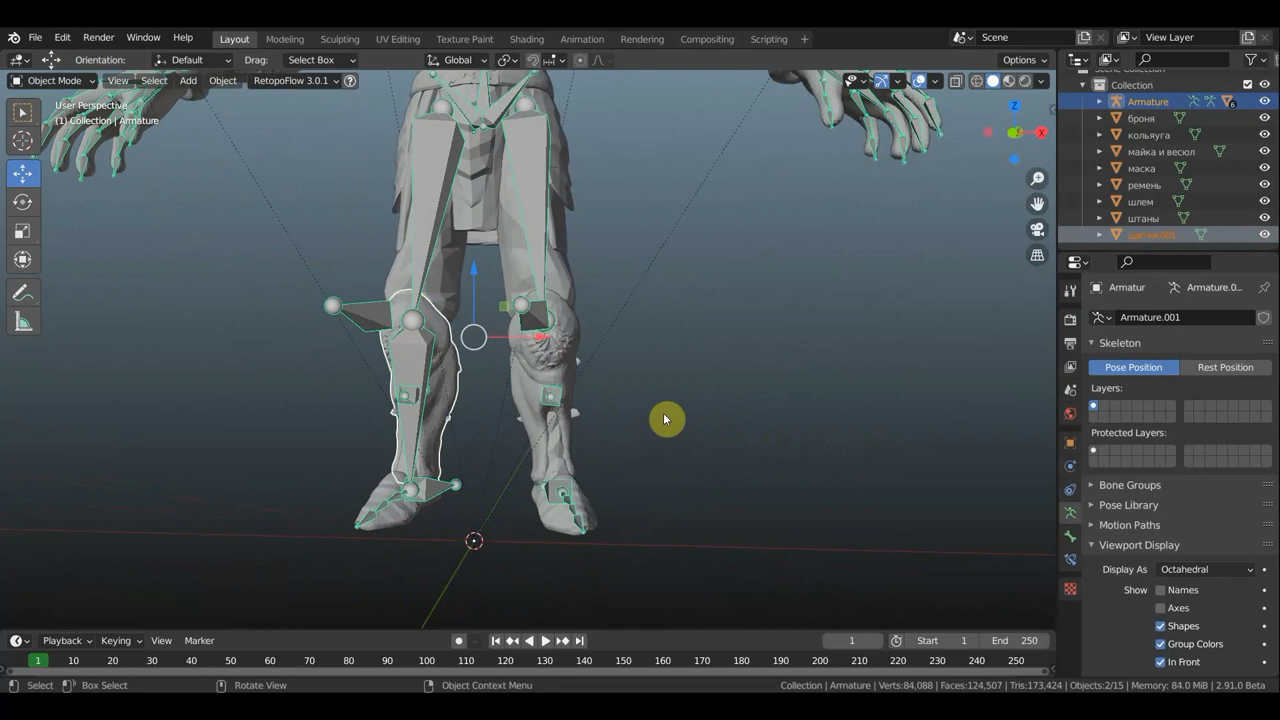 File Edit Render Window Help Layout Modeling Sculpting UV Editing Texture Paint Shading Animation Rendering Compositing Scripting + Scene View Layer
Orientation: Default Drag: Select Box Global Options
Object Mode View Select Add Object RetopoFlow 3.0.1
User Perspective
(1) Collection | Armature
Z
X
Collection
Armature
6
броня
кольяуга
майка и весюл
маска
ремень
шлем
штаны
Armatur Armature.0...
Armature.001
Skeleton
Pose Position Rest Position
Layers:
Protected Layers:
Bone Groups
Pose Library
Motion Paths
Viewport Display
Display As Octahedral
Show Names
Axes
Shapes
Group Colors
In Front
Playback Keying View Marker 1 Start 1 End 250
1 10 20 30 40 50 60 70 80 90 100 110 120 130 140 150 160 170 180 190 200 210 220 230 240 250
Select Box Select Rotate View Object Context Menu Collection | Armature | Verts:84,088 | Faces:124,507 | Tris:173,424 | Objects:2/15 | Memory: 84.0 MiB | 2.91.0 Beta